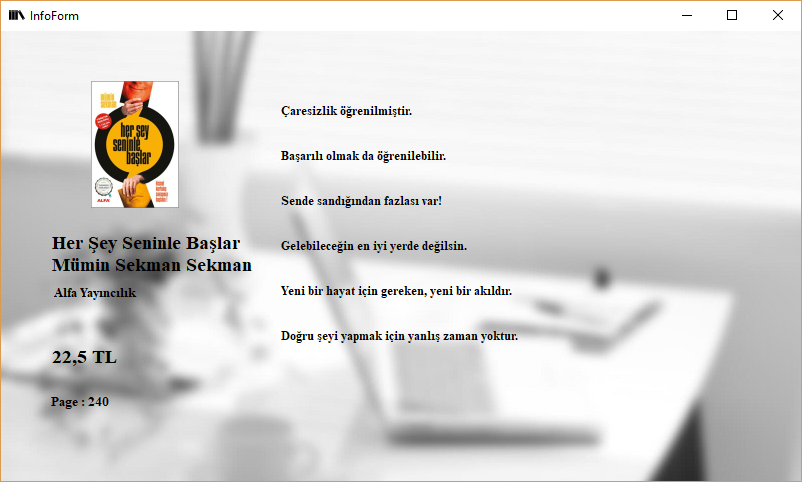 InfoForm
mümin
sekman
her şey
seninle
başlar
ALFA
Her Şey Seninle Başlar
Mümin Sekman Sekman
Alfa Yayıncılık
22,5 TL
Page : 240
Çaresizlik öğrenilmiştir.
Başarılı olmak da öğrenilebilir.
Sende sandığından fazlası var!
Gelebileceğin en iyi yerde değilsin.
Yeni bir hayat için gereken, yeni bir akıldır.
Doğru şeyi yapmak için yanlış zaman yoktur.